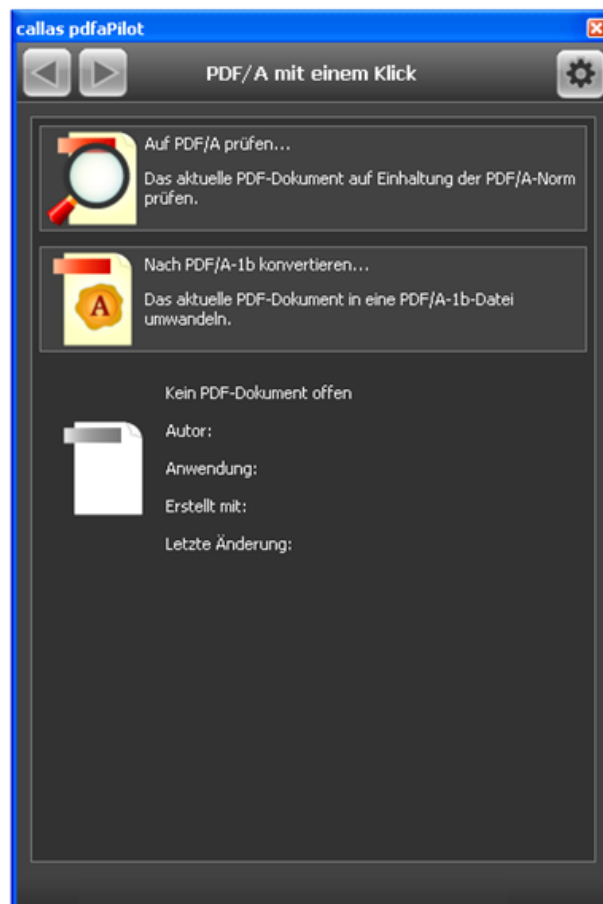 callas pdfaPilot
PDF/A mit einem Klick
Auf PDF/A prüfen...
Das aktuelle PDF-Dokument auf Einhaltung der PDF/A-Norm
prüfen.
Nach PDF/A-1b konvertieren...
A
Das aktuelle PDF-Dokument in eine PDF/A-1b-Datei
umwandeln.
Kein PDF-Dokument offen
Autor:
Anwendung:
Erstellt mit:
Letzte Änderung: